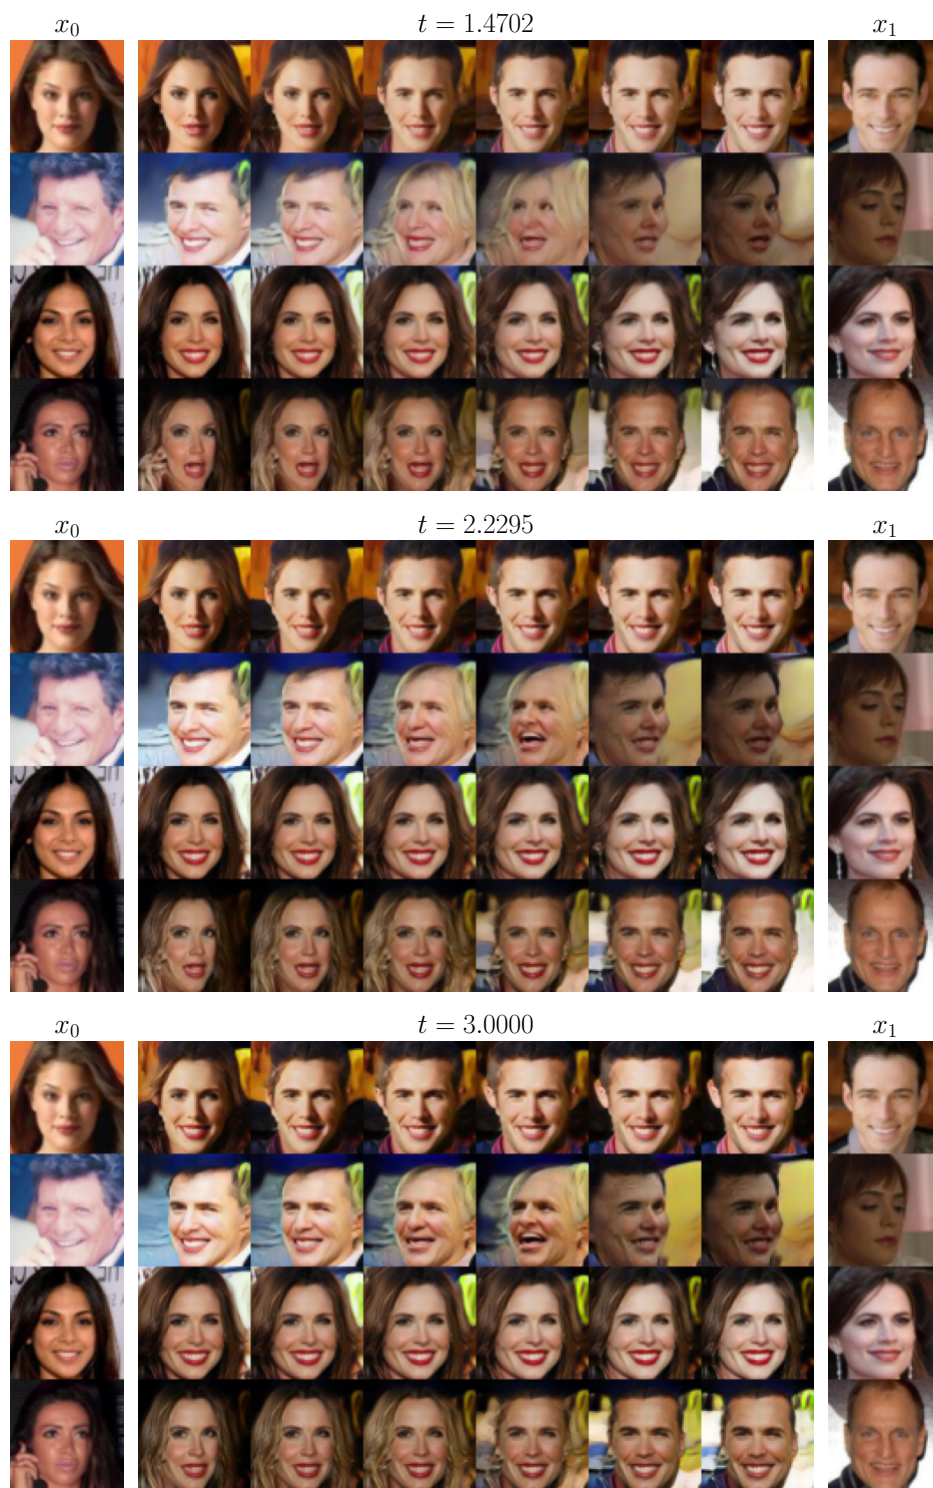 x₀ t = 1.4702 x₁
x₀ t = 2.2295 x₁
x₀ t = 3.0000 x₁